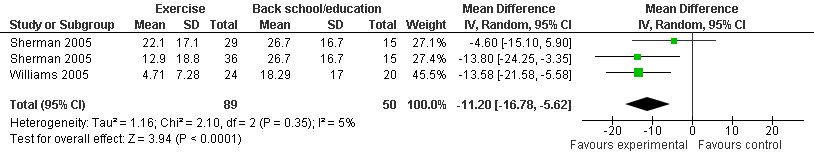 Exercise Back school/education Mean Difference Mean Difference
Study or Subgroup Mean SD Total Mean SD Total Weight IV, Random, 95% CI IV, Random, 95% CI
Sherman 2005 22.1 17.1 29 26.7 16.7 15 27.1% -4.60 [-15.10, 5.90]
Sherman 2005 12.9 18.8 36 26.7 16.7 15 27.4% -13.80 [-24.25, -3.35]
Williams 2005 4.71 7.28 24 18.29 17 20 45.5% -13.58 [-21.58, -5.58]
Total (95% CI) 89 50 100.0% -11.20 [-16.78, -5.62]
Heterogeneity: Tau² = 1.16; Chi² = 2.10, df = 2 (P = 0.35); I² = 5%
Test for overall effect: Z = 3.94 (P < 0.0001)
-20 -10 0 10 20
Favours experimental Favours control